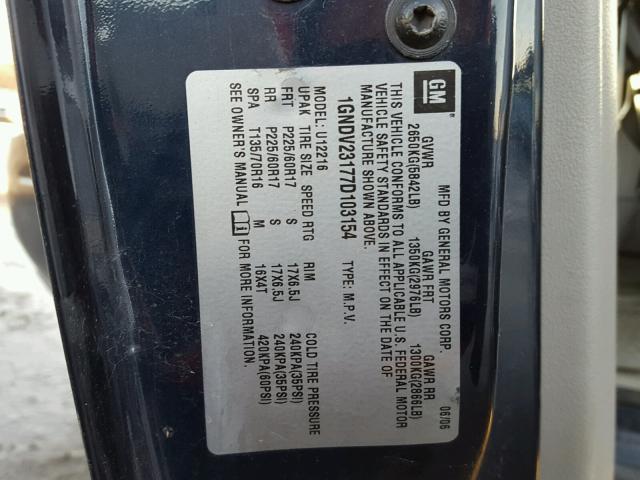 GM
MFD BY GENERAL MOTORS CORP. 06/06
GVWR GAWR FRT GAWR RR
2650KG(5842LB) 1350KG(2976LB) 1300KG(2866LB)
THIS VEHICLE CONFORMS TO ALL APPLICABLE U.S. FEDERAL MOTOR
VEHICLE SAFETY STANDARDS IN EFFECT ON THE DATE OF
MANUFACTURE SHOWN ABOVE.
1GNDV23177D103154 TYPE: M.P.V.
MODEL: U12216
UPAK TIRE SIZE SPEED RTG RIM COLD TIRE PRESSURE
FRT P225/60R17 S 17X6.5J 240KPA(35PSI)
RR P225/60R17 S 17X6.5J 240KPA(35PSI)
SPA T135/70R16 M 16X4T 420KPA(60PSI)
SEE OWNER'S MANUAL FOR MORE INFORMATION.